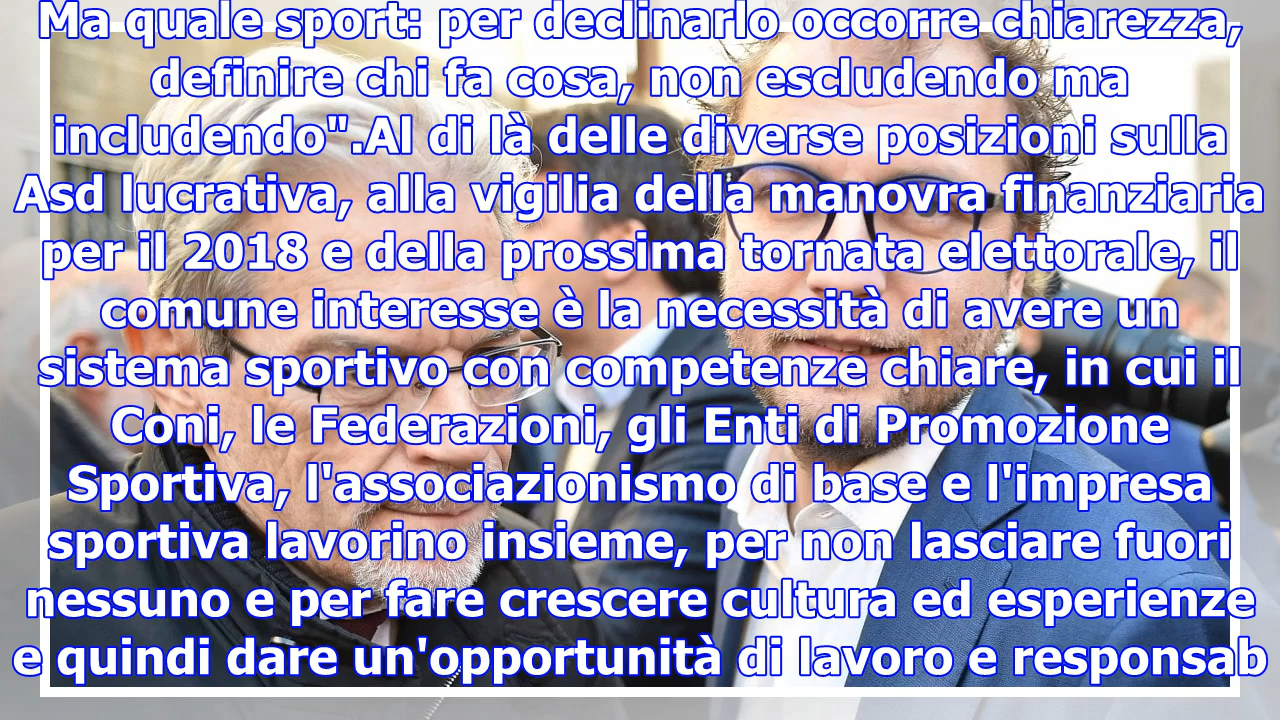 Ma quale sport: per declinarlo occorre chiarezza,
definire chi fa cosa, non escludendo ma
includendo".Al di là delle diverse posizioni sulla
Asd lucrativa, alla vigilia della manovra finanziaria
per il 2018 e della prossima tornata elettorale, il
comune interesse è la necessità di avere un
sistema sportivo con competenze chiare, in cui il
Coni, le Federazioni, gli Enti di Promozione
Sportiva, l'associazionismo di base e l'impresa
sportiva lavorino insieme, per non lasciare fuori
nessuno e per fare crescere cultura ed esperienze
e quindi dare un'opportunità di lavoro e responsab